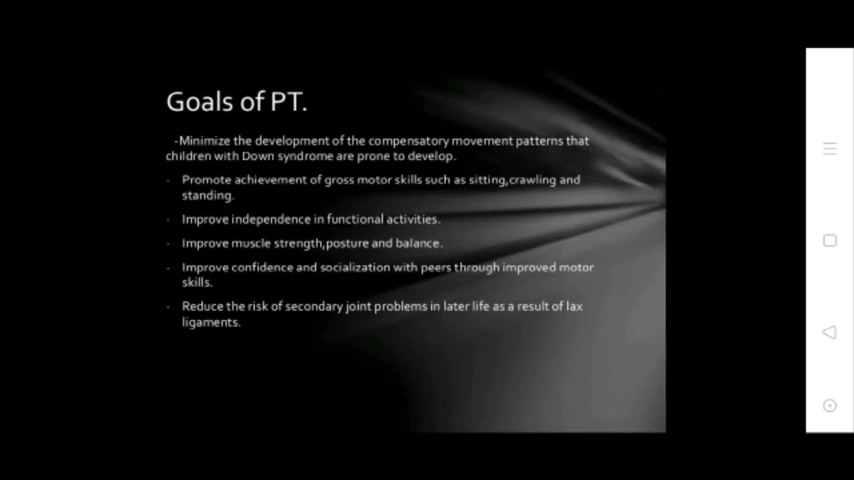 Goals of PT.
-Minimize the development of the compensatory movement patterns that
children with Down syndrome are prone to develop.
- Promote achievement of gross motor skills such as sitting,crawling and
standing.
- Improve independence in functional activities.
- Improve muscle strength,posture and balance.
- Improve confidence and socialization with peers through improved motor
skills.
- Reduce the risk of secondary joint problems in later life as a result of lax
ligaments.